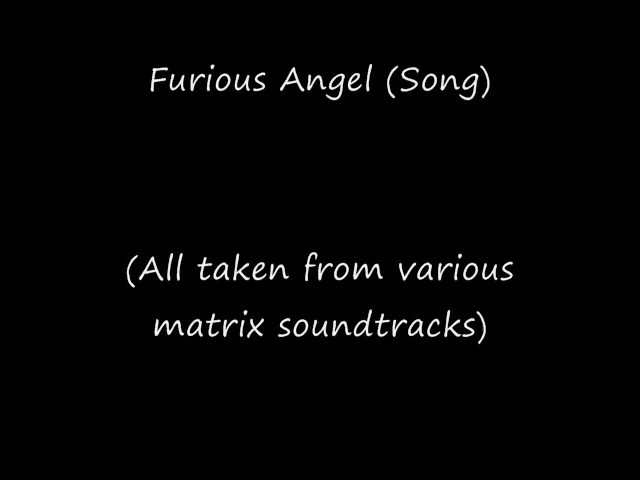 Furious Angel (Song)
(All taken from various
matrix soundtracks)